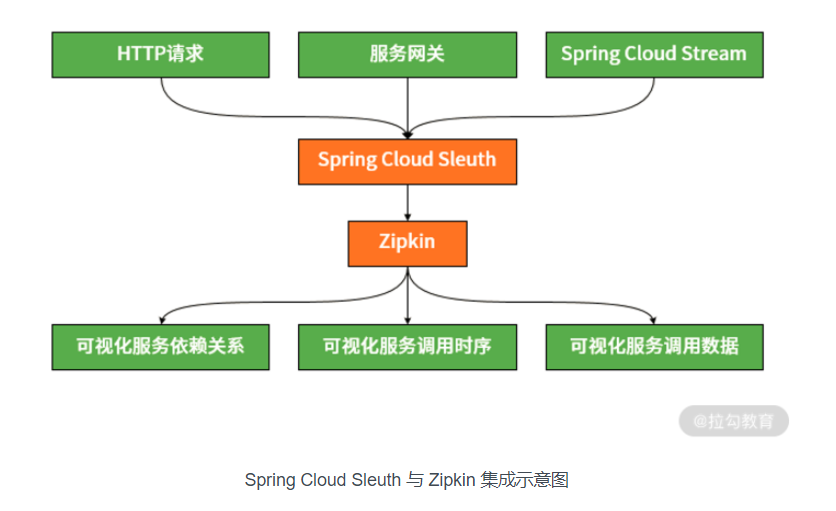 HTTP请求
服务网关
Spring Cloud Stream
Spring Cloud Sleuth
Zipkin
可视化服务依赖关系
可视化服务调用时序
可视化服务调用数据
@拉勾教育
Spring Cloud Sleuth 与 Zipkin 集成示意图